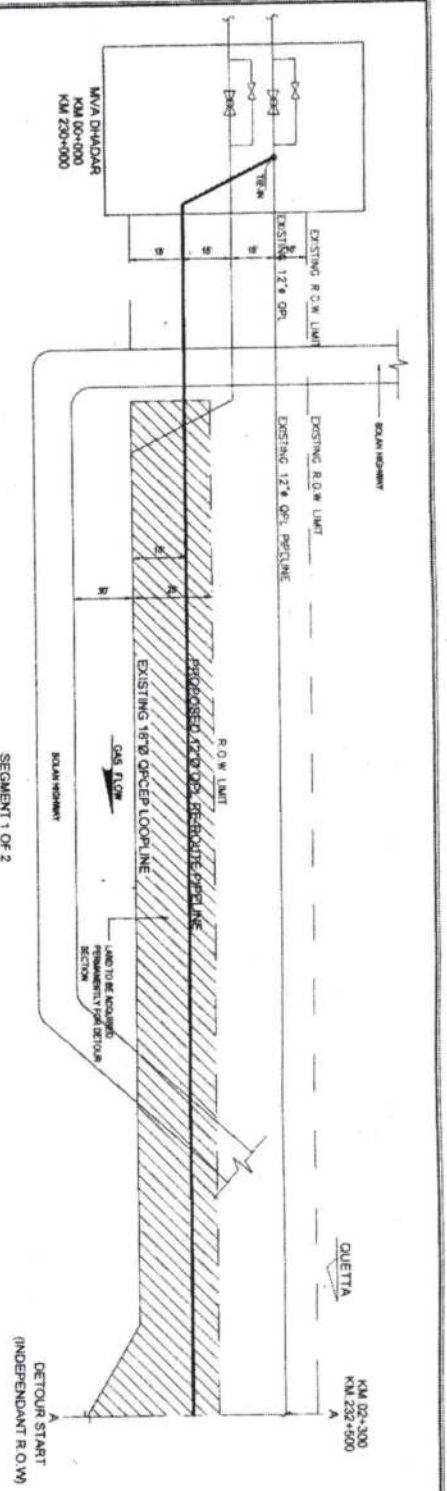 MVA DHADAR
KM 00+000
KM 230+000
TIE-IN
EXISTING R.O.W LIMIT
EXISTING 12"ø QPL
BOLAN HIGHWAY
EXISTING R.O.W LIMIT
EXISTING 12"ø QPL PIPELINE
R.O.W LIMIT
PROPOSED 12"Ø QPL RE-ROUTE PIPELINE
EXISTING 18"Ø QPCEP LOOPLINE
GAS FLOW
BOLAN HIGHWAY
LAND TO BE ACQUIRED
PERMANENTLY FOR DETOUR
SECTION
SEGMENT 1 OF 2
QUETTA
KM 02+300
KM 232+500
A
A
DETOUR START
(INDEPENDANT R.O.W)
30'